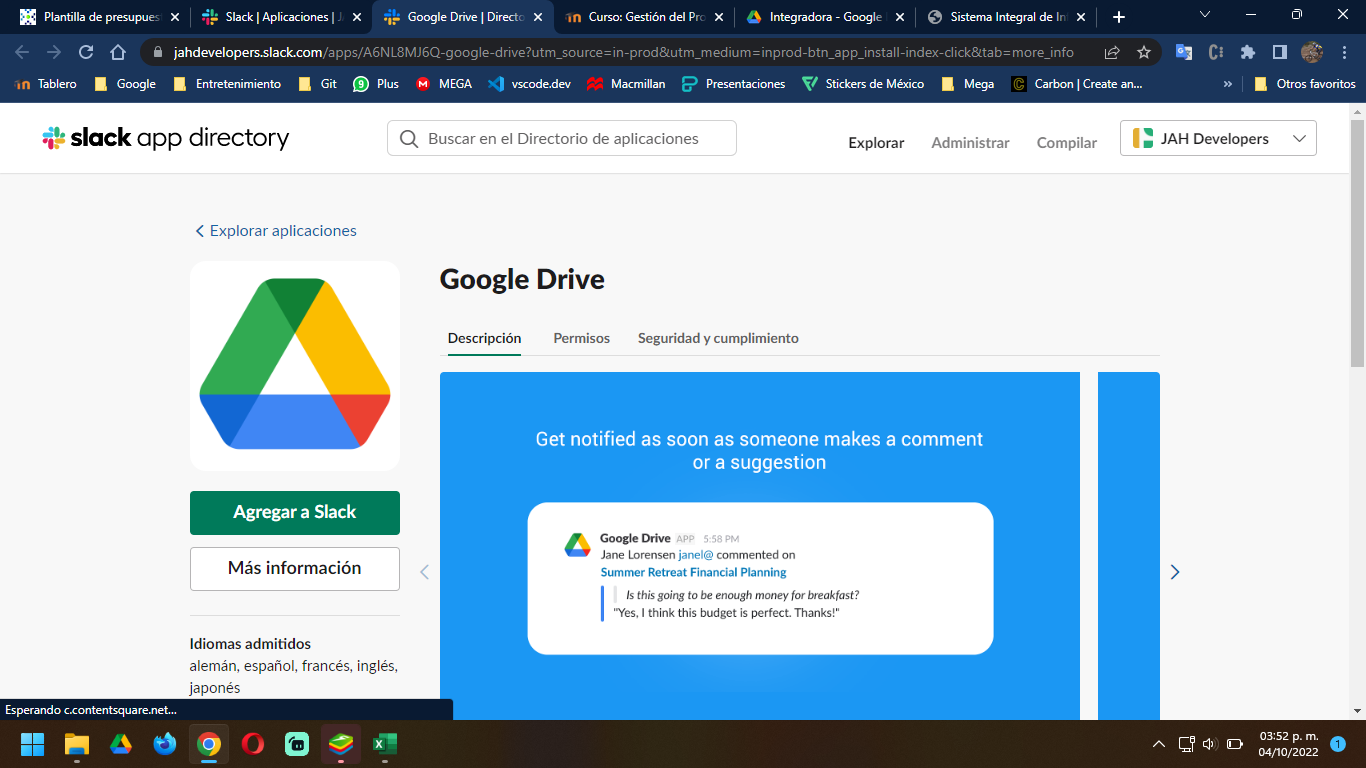 Plantilla de presupues
Slack | Aplicaciones | J
Google Drive | Directo
Curso: Gestión del Pro
Integradora - Google
Sistema Integral de In
jahdevelopers.slack.com/apps/A6NL8MJ6Q-google-drive?utm_source=in-prod&utm_medium=inprod-btn_app_install-index-click&tab=more_info
Tablero
Google
Entretenimiento
Git
Plus
MEGA
vscode.dev
Macmillan
Presentaciones
Stickers de México
Mega
Carbon | Create an...
»
Otros favoritos
slack app directory
Buscar en el Directorio de aplicaciones
Explorar
Administrar
Compilar
JAH Developers
Explorar aplicaciones
Google Drive
Descripción
Permisos
Seguridad y cumplimiento
Get notified as soon as someone makes a comment
or a suggestion
Google Drive APP 5:58 PM
Jane Lorensen janel@ commented on
Summer Retreat Financial Planning
Is this going to be enough money for breakfast?
"Yes, I think this budget is perfect. Thanks!"
Agregar a Slack
Más información
Idiomas admitidos
alemán, español, francés, inglés,
japonés
Esperando c.contentsquare.net...
03:52 p. m.
04/10/2022
1